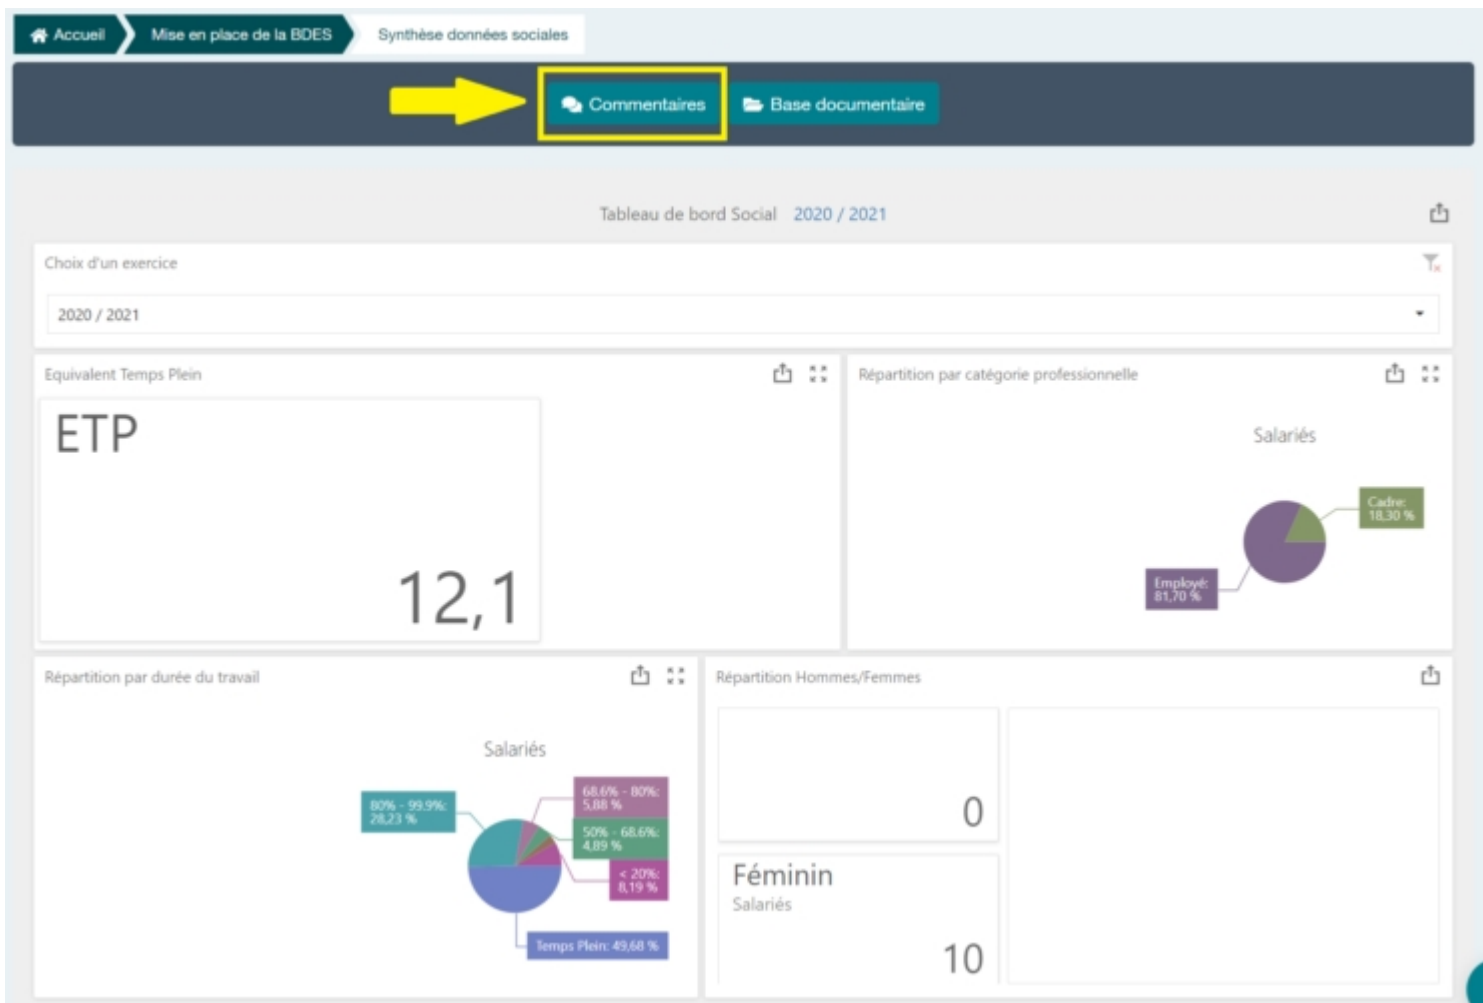 Accueil
Mise en place de la BDES
Synthèse données sociales
Commentaires
Base documentaire
Tableau de bord Social 2020 / 2021
Choix d'un exercice
2020 / 2021
Equivalent Temps Plein
ETP
12,1
Répartition par catégorie professionnelle
Salariés
Cadre:
18,30 %
Employé:
81,70 %
Répartition par durée du travail
Salariés
68.6% - 80%:
5,88 %
80% - 99.9%:
28,23 %
50% - 68.6%:
4,89 %
< 20%:
8,19 %
Temps Plein: 49,68 %
Répartition Hommes/Femmes
0
Féminin
Salariés
10